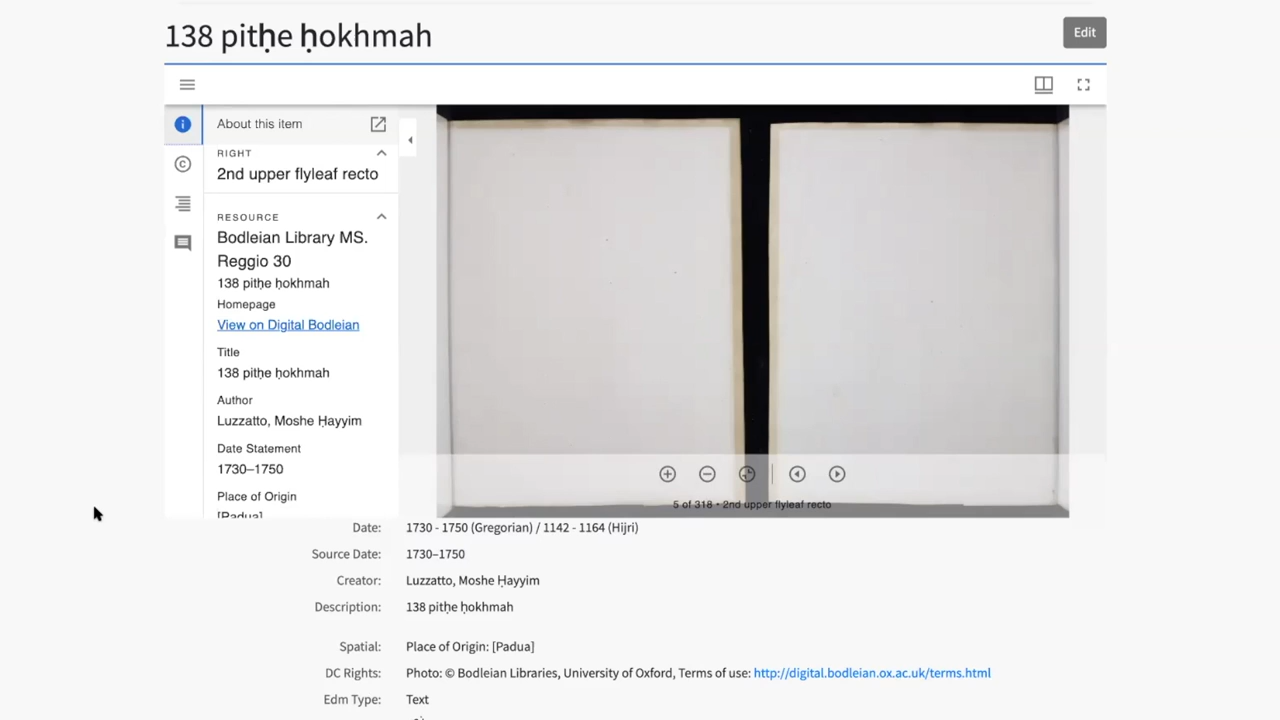 138 pitḥe ḥokhmah
Edit
About this item
RIGHT
2nd upper flyleaf recto
RESOURCE
Bodleian Library MS.
Reggio 30
138 pitḥe ḥokhmah
Homepage
View on Digital Bodleian
Title
138 pitḥe ḥokhmah
Author
Luzzatto, Moshe Ḥayyim
Date Statement
1730–1750
Place of Origin
[Padua]
5 of 318 • 2nd upper flyleaf recto
Date: 1730 - 1750 (Gregorian) / 1142 - 1164 (Hijri)
Source Date: 1730–1750
Creator: Luzzatto, Moshe Ḥayyim
Description: 138 pitḥe ḥokhmah
Spatial: Place of Origin: [Padua]
DC Rights: Photo: © Bodleian Libraries, University of Oxford, Terms of use: http://digital.bodleian.ox.ac.uk/terms.html
Edm Type: Text